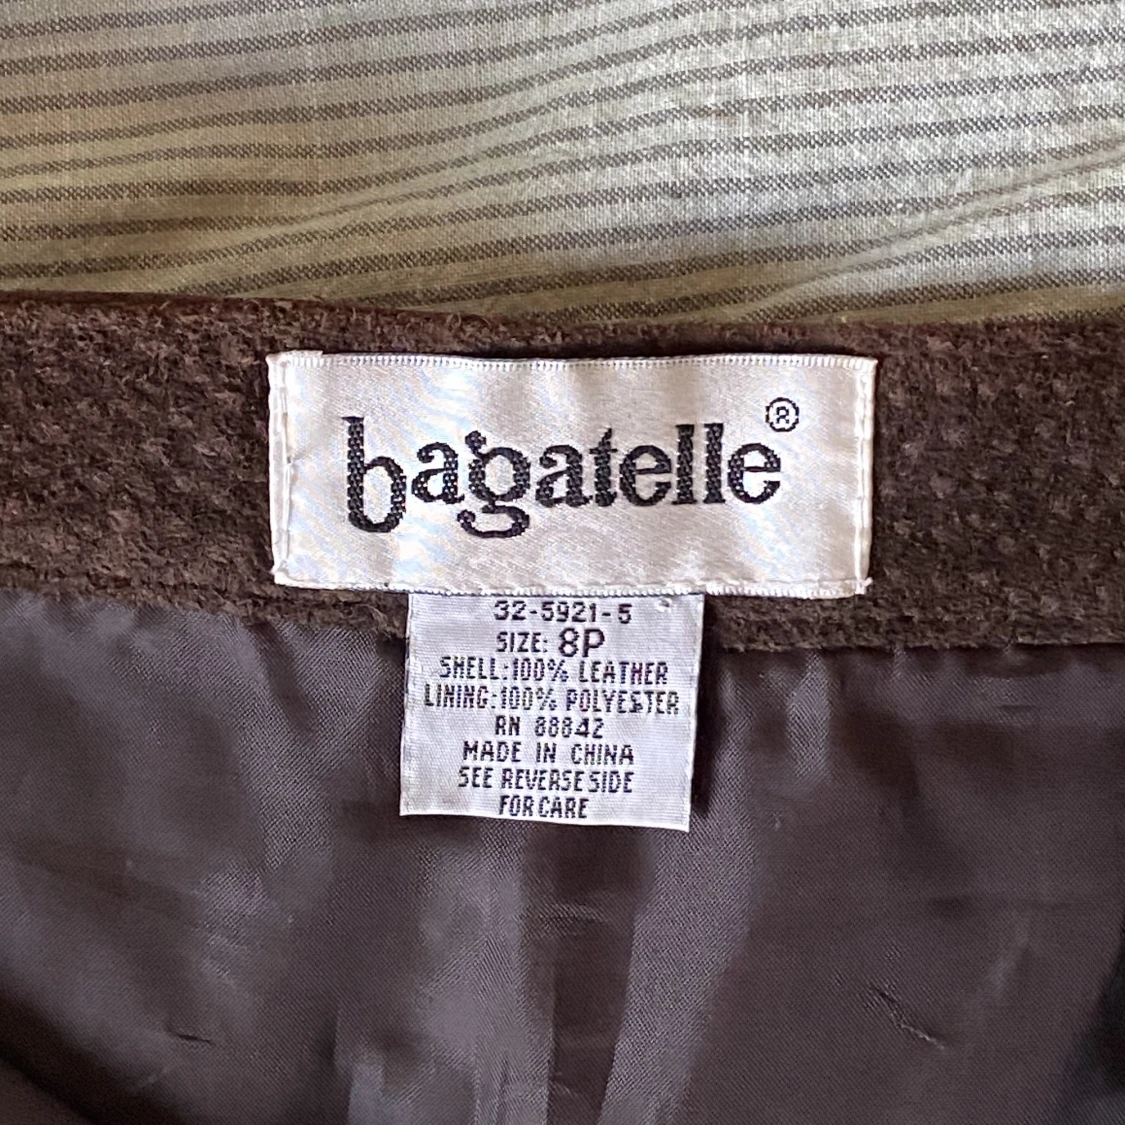 bagatelle®
32-5921-5
SIZE: 8P
SHELL:100% LEATHER
LINING:100% POLYESTER
RN 88842
MADE IN CHINA
SEE REVERSE SIDE
FOR CARE